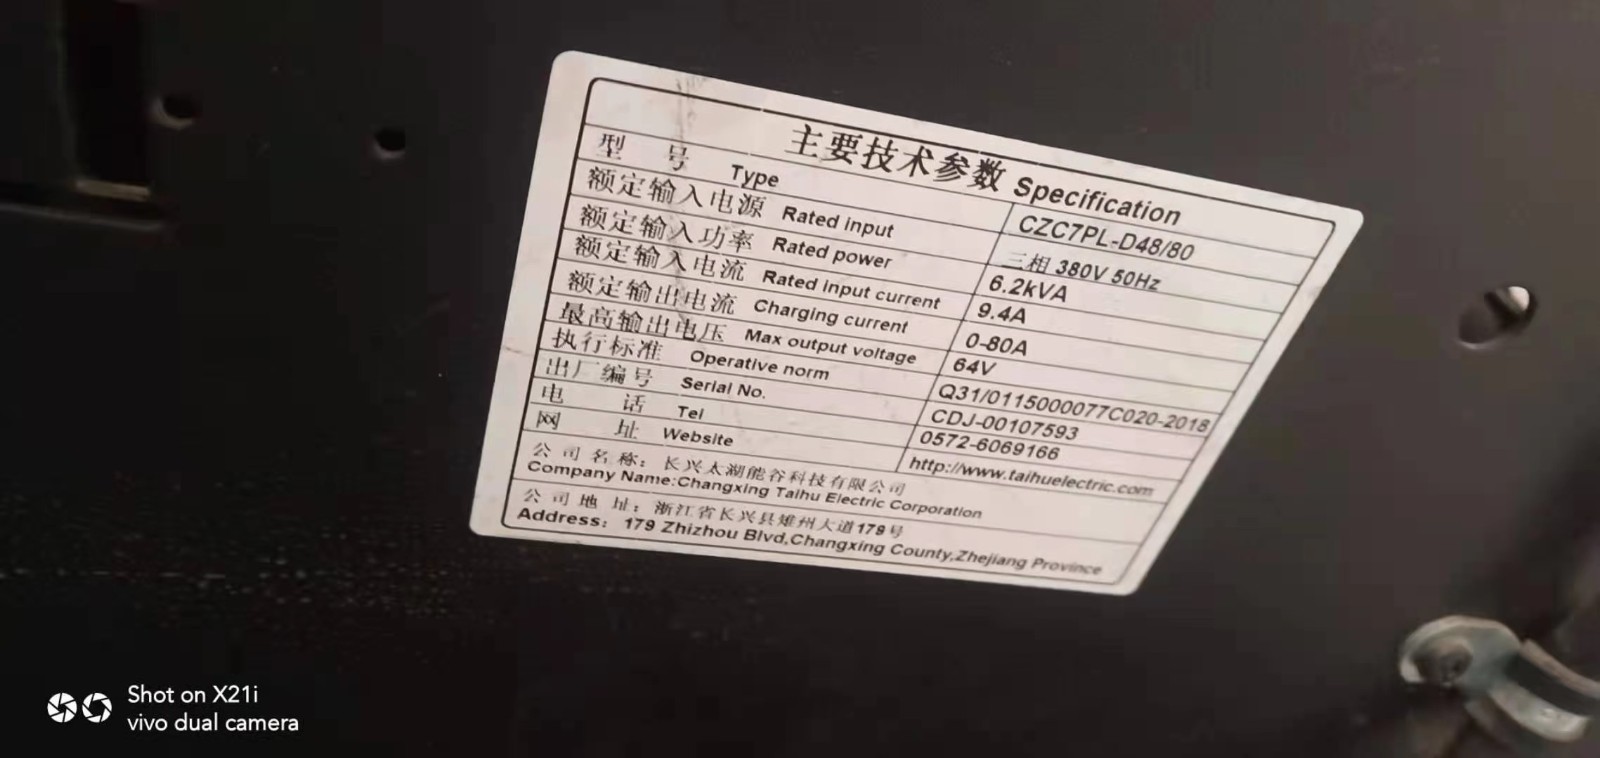 主要技术参数 Specification
型 号 Type CZC7PL-D48/80
额定输入电源 Rated input 三相 380V 50Hz
额定输入功率 Rated power 6.2kVA
额定输入电流 Rated input current 9.4A
额定输出电流 Charging current 0-80A
最高输出电压 Max output voltage 64V
执行标准 Operative norm Q31/0115000077C020-2018
出厂编号 Serial No. CDJ-00107593
电 话 Tel 0572-6069166
网 址 Website http://www.taihuelectric.com
公司名称：长兴太湖能谷科技有限公司
Company Name:Changxing Taihu Electric Corporation
公司地址：浙江省长兴县雉州大道179号
Address：179 Zhizhou Blvd,Changxing County,Zhejiang Province
Shot on X21i
vivo dual camera